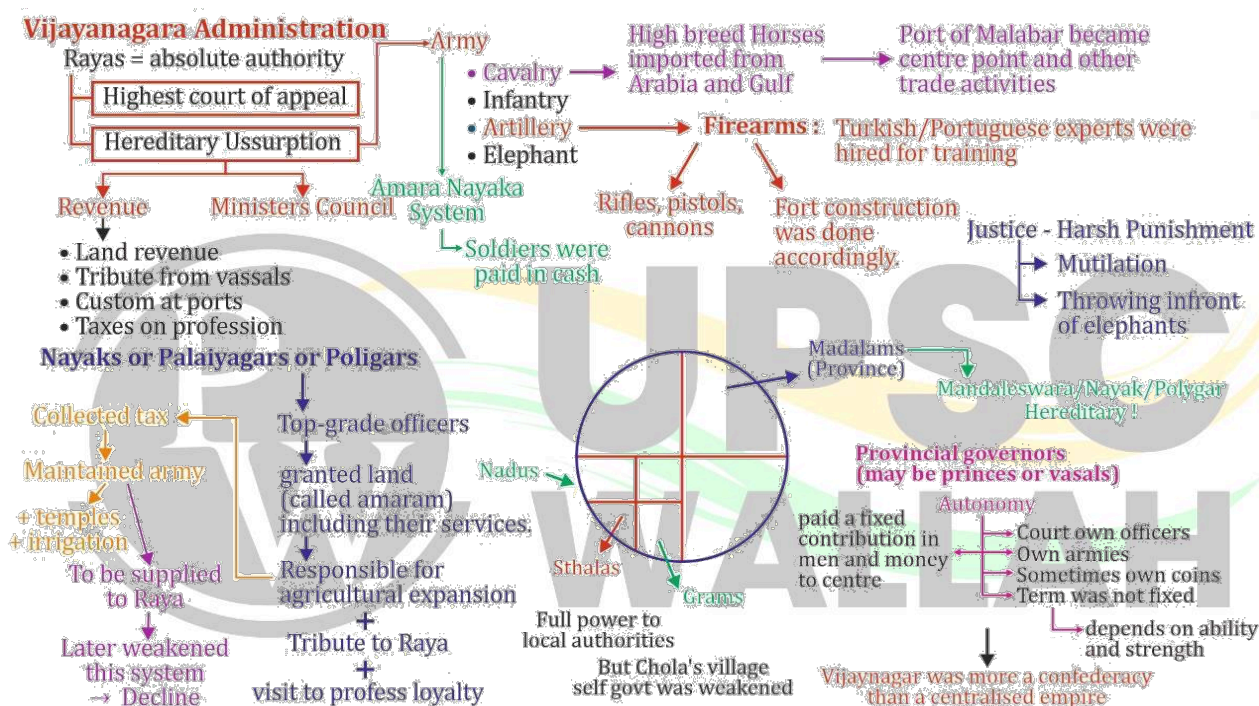 Vijayanagara Administration
Rayas = absolute authority
Highest court of appeal
Hereditary Ussurption
Revenue
Ministers Council
• Land revenue
• Tribute from vassals
• Custom at ports
• Taxes on profession
Army
• Cavalry
• Infantry
• Artillery
• Elephant
High breed Horses
imported from
Arabia and Gulf
Port of Malabar became
centre point and other
trade activities
Firearms :
Turkish/Portuguese experts were
hired for training
Rifles, pistols,
cannons
Fort construction
was done
accordingly.
Amara Nayaka
System
Soldiers were
paid in cash
Justice - Harsh Punishment
Mutilation
Throwing infront
of elephants
Nayaks or Palaiyagars or Poligars
Top-grade officers
granted land
(called amaram)
including their services.
Responsible for
agricultural expansion
+
Tribute to Raya
+
visit to profess loyalty
Collected tax
Maintained army
+ temples
+ irrigation
To be supplied
to Raya
Later weakened
this system
→ Decline
Madalams
(Province)
Mandaleswara/Nayak/Polygar
Hereditary !
Nadus
Sthalas
Grams
Full power to
local authorities
But Chola's village
self govt was weakened
Provincial governors
(may be princes or vasals)
Autonomy
Court own officers
Own armies
Sometimes own coins
Term was not fixed
depends on ability
and strength
paid a fixed
contribution in
men and moncy
to centre
Vijaynagar was more a confederacy
than a centralised empire
PW
UPSC
WALLAH